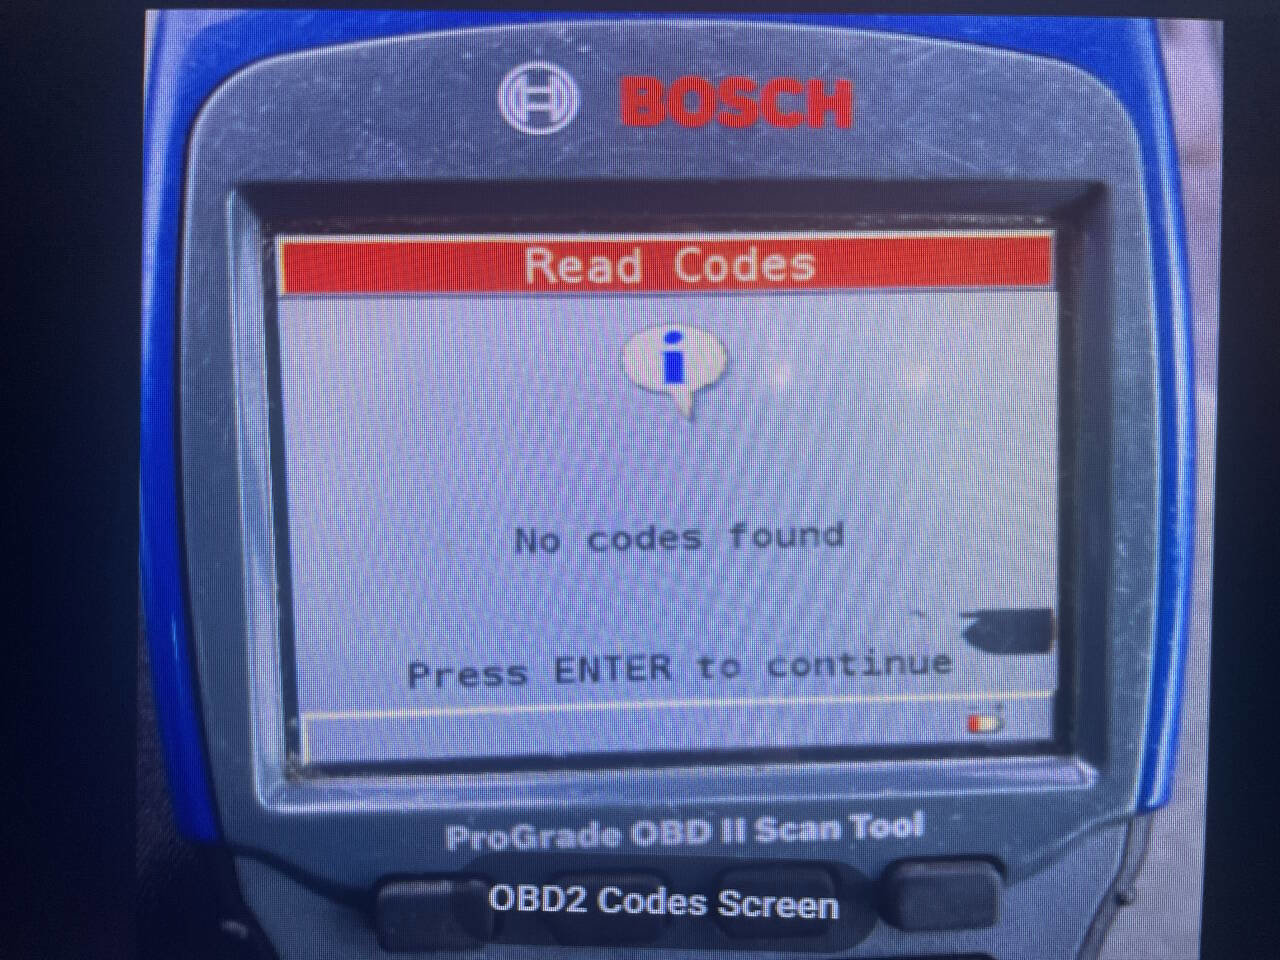 BOSCH
Read Codes
i
No codes found
Press ENTER to continue
ProGrade OBD II Scan Tool
OBD2 Codes Screen